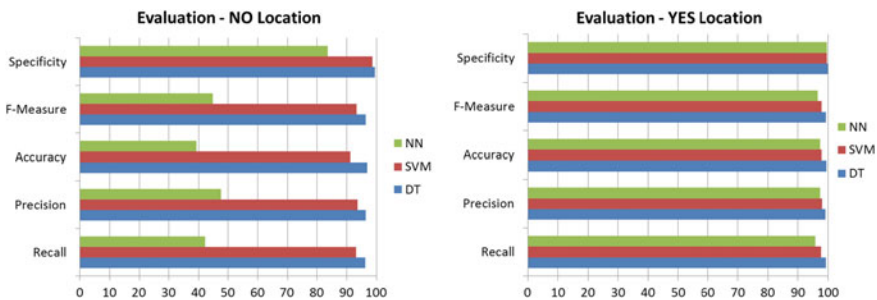 Evaluation - NO Location
Specificity
F-Measure
Accuracy
Precision
Recall
0 10 20 30 40 50 60 70 80 90 100
NN
SVM
DT
Evaluation - YES Location
Specificity
F-Measure
Accuracy
Precision
Recall
0 10 20 30 40 50 60 70 80 90 100
NN
SVM
DT